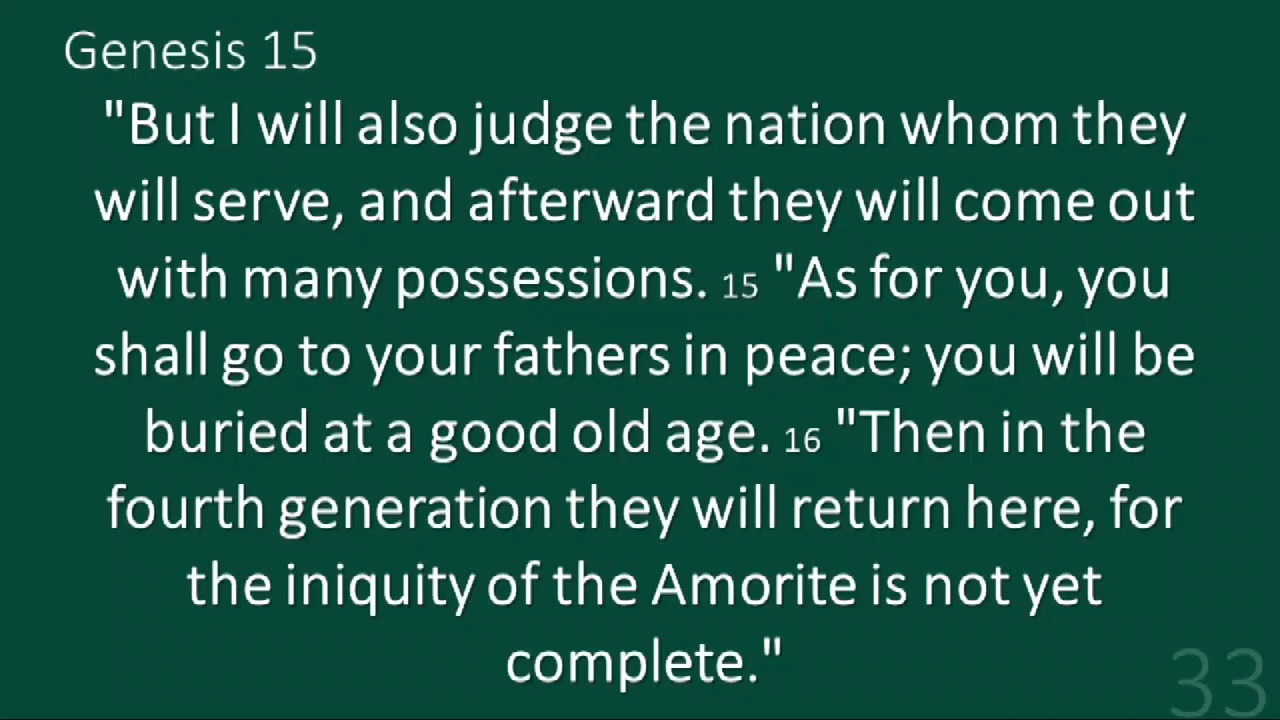 Genesis 15
"But I will also judge the nation whom they
will serve, and afterward they will come out
with many possessions. 15 "As for you, you
shall go to your fathers in peace; you will be
buried at a good old age. 16 "Then in the
fourth generation they will return here, for
the iniquity of the Amorite is not yet
complete."
33